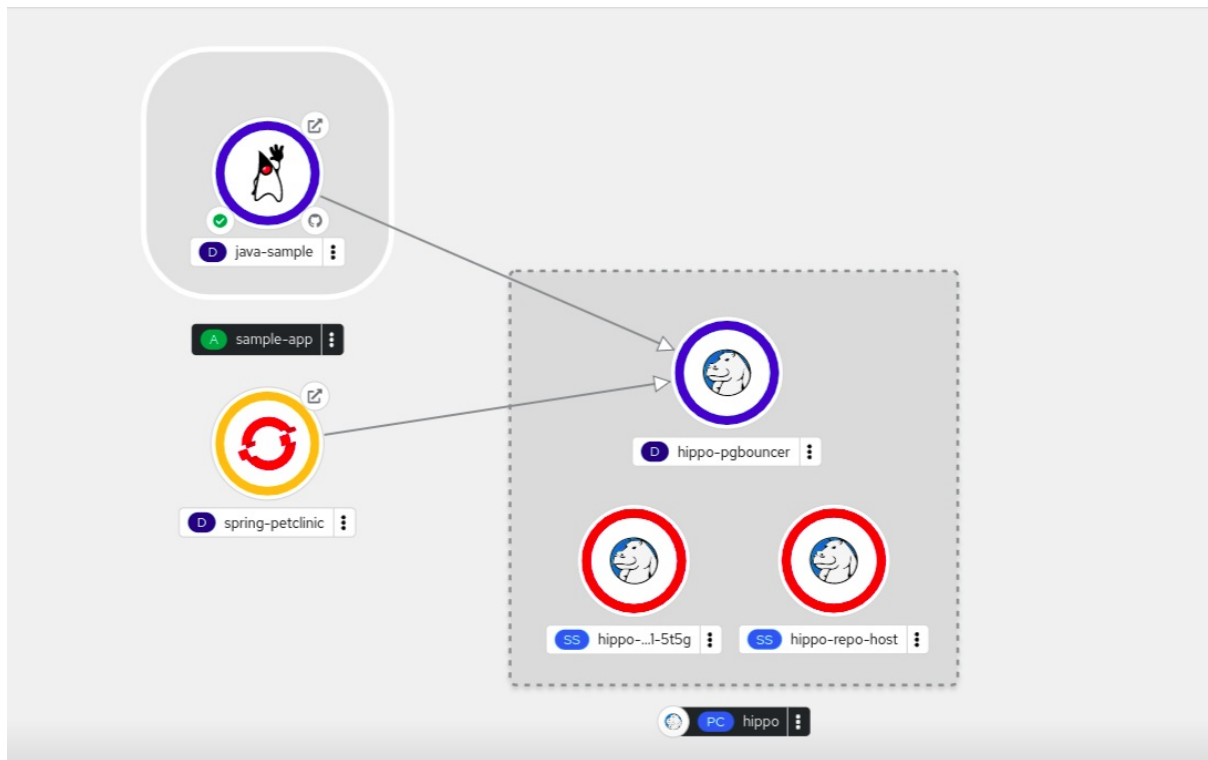 D java-sample
A sample-app
D spring-petclinic
D hippo-pgbouncer
SS hippo-...1-5t5g
SS hippo-repo-host
PC hippo